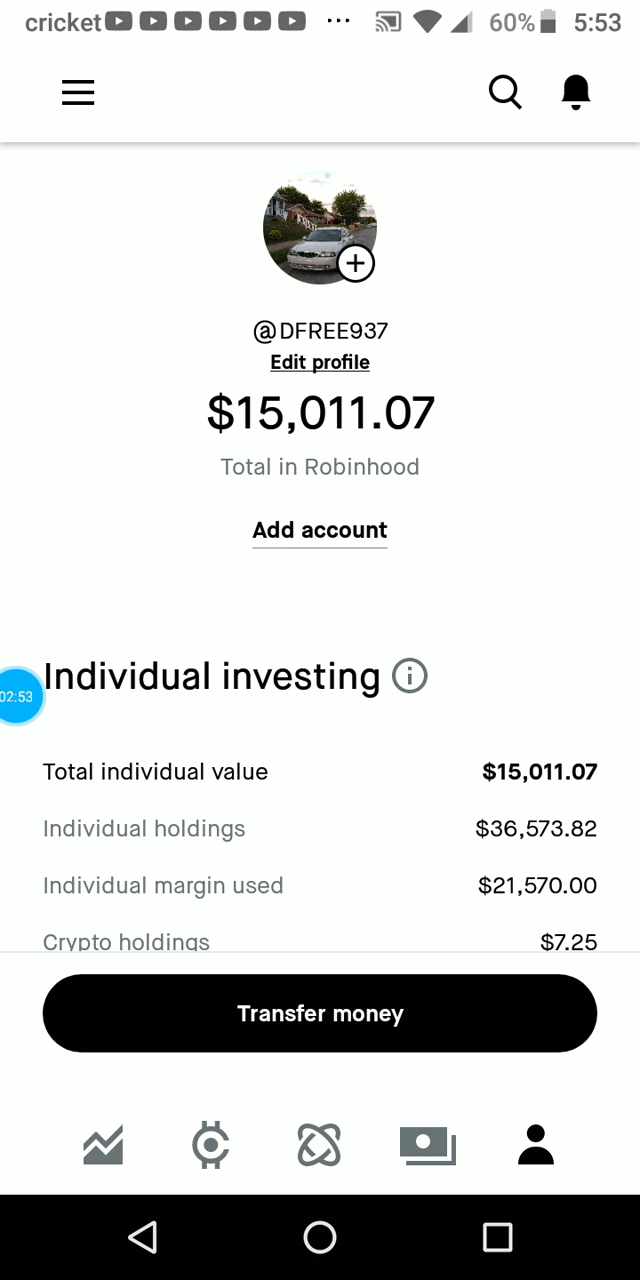 cricket ... 60% 5:53
@DFREE937
Edit profile
$15,011.07
Total in Robinhood
Add account
02:53
Individual investing
Total individual value $15,011.07
Individual holdings $36,573.82
Individual margin used $21,570.00
Crypto holdings $7.25
Transfer money